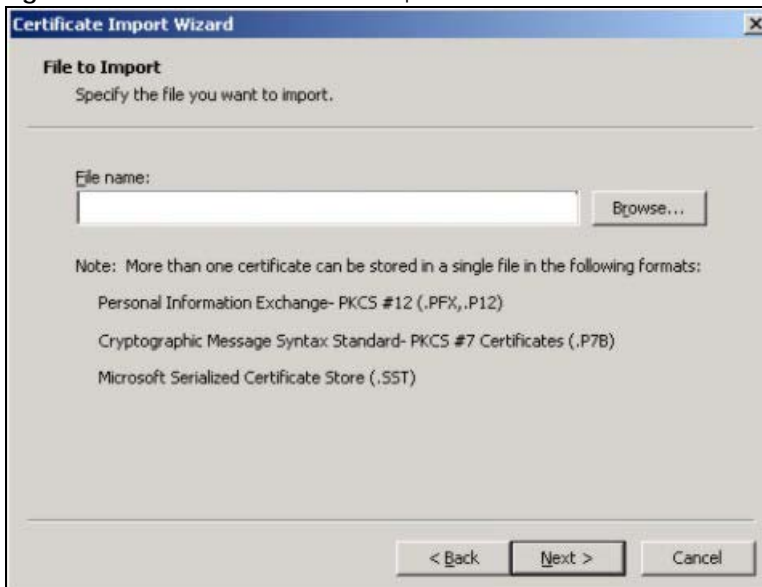 Certificate Import Wizard
File to Import
Specify the file you want to import.
File name:
Browse...
Note: More than one certificate can be stored in a single file in the following formats:
Personal Information Exchange- PKCS #12 (.PFX,.P12)
Cryptographic Message Syntax Standard- PKCS #7 Certificates (.P7B)
Microsoft Serialized Certificate Store (.SST)
< Back Next > Cancel